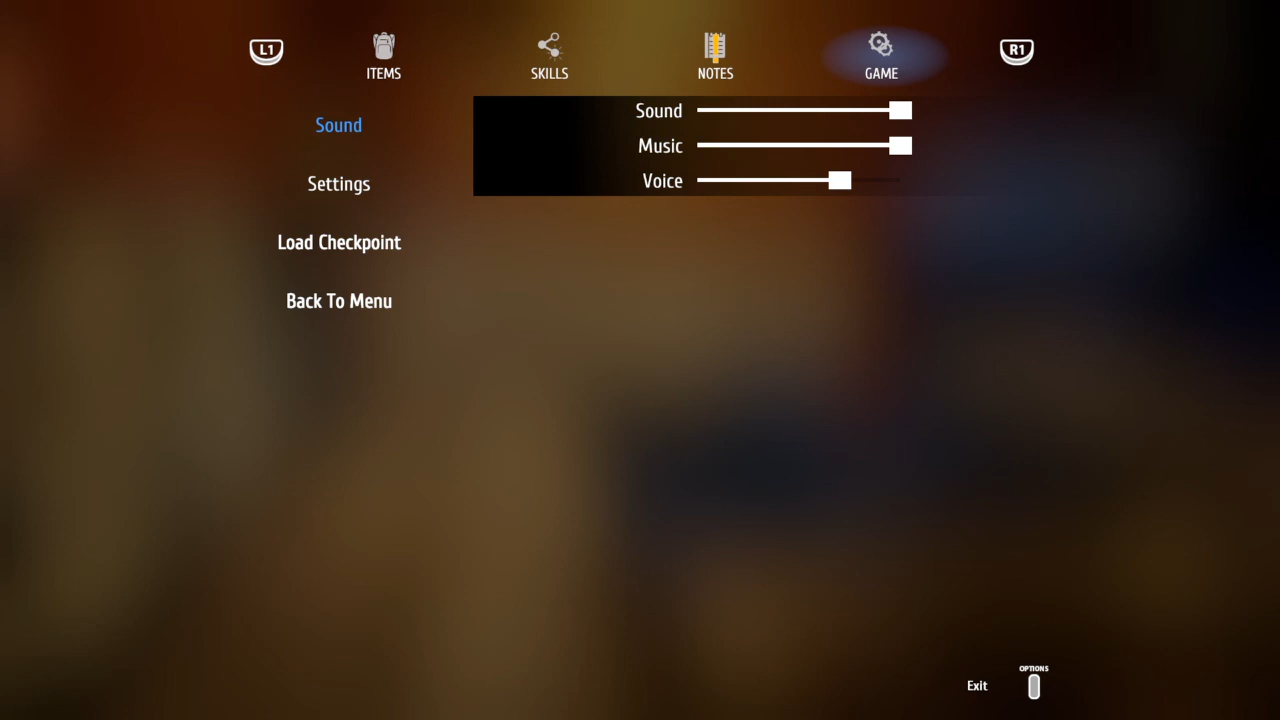 L1
ITEMS
SKILLS
NOTES
GAME
R1
Sound
Settings
Load Checkpoint
Back To Menu
Sound
Music
Voice
OPTIONS
Exit